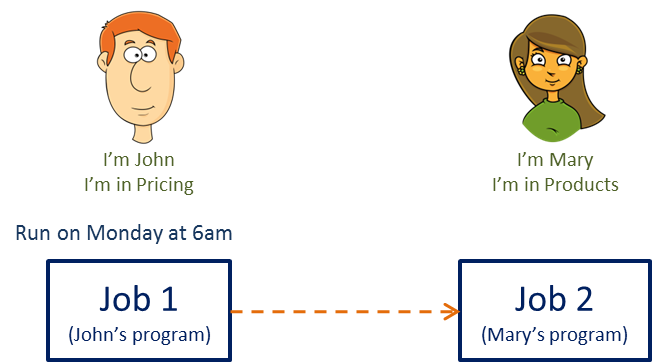 I'm John
I'm in Pricing
I'm Mary
I'm in Products
Run on Monday at 6am
Job 1
(John's program)
Job 2
(Mary's program)